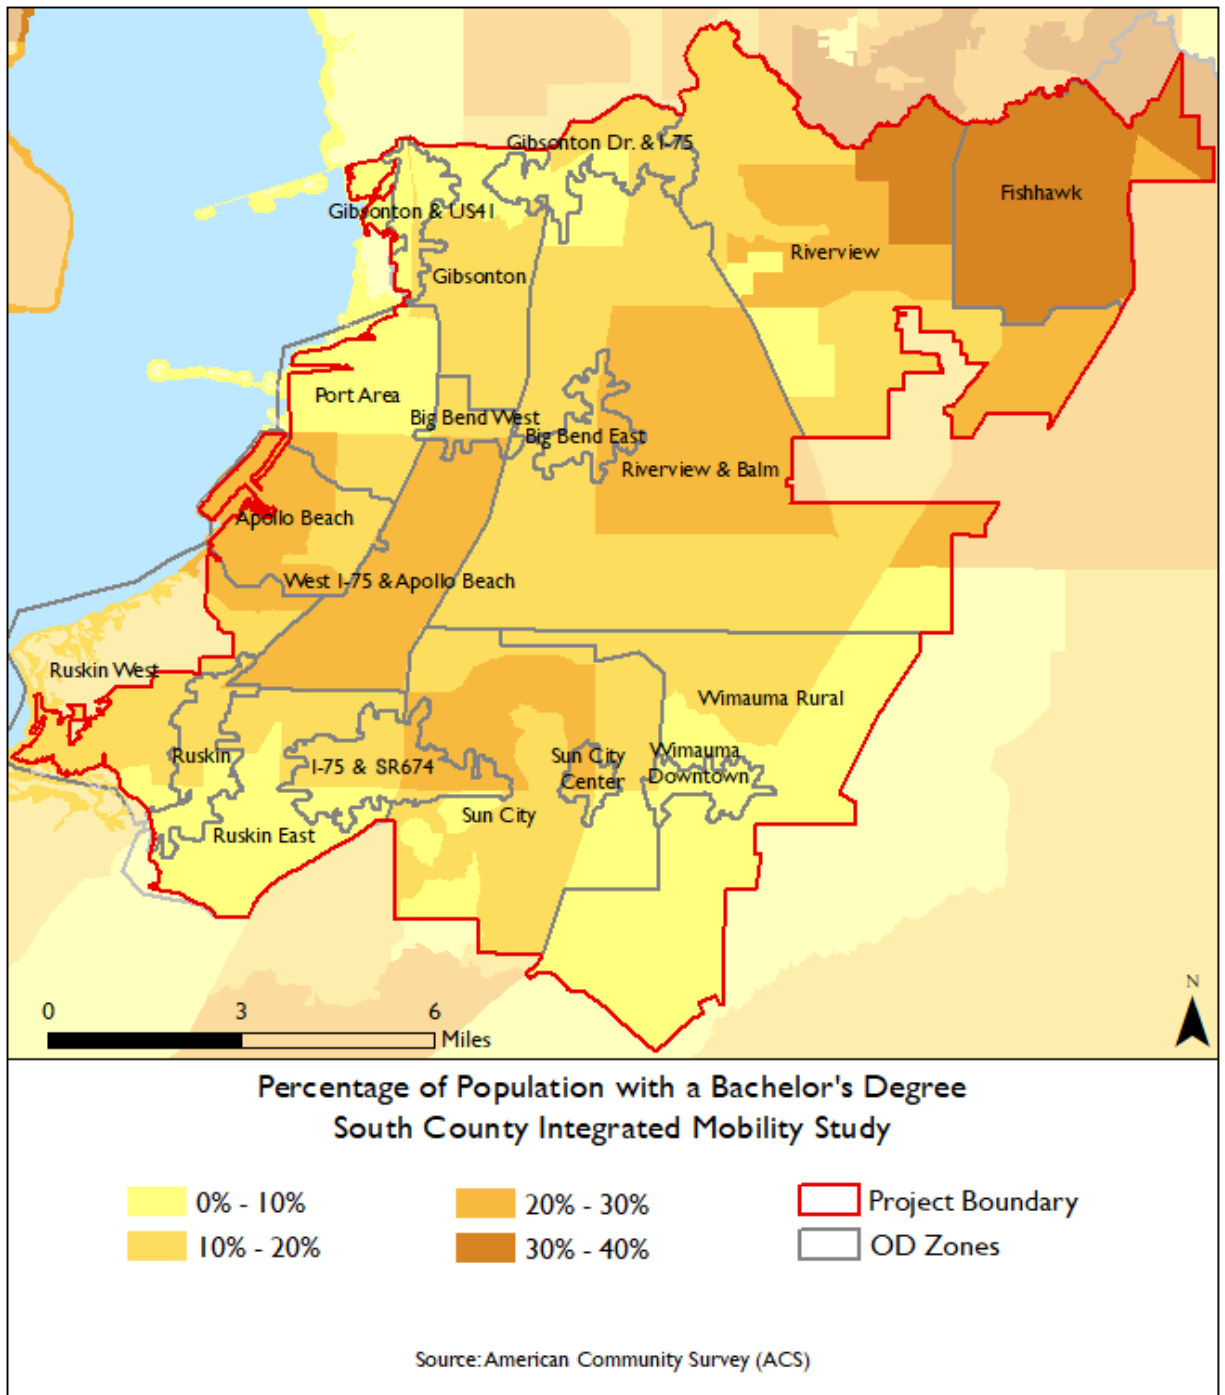 Gibsonton Dr. & I-75
Fishhawk
Gibsonton & US41
Riverview
Gibsonton
Port Area
Big Bend West
Big Bend East
Riverview & Balm
Apollo Beach
West I-75 & Apollo Beach
Ruskin West
Wimauma Rural
Ruskin
I-75 & SR674
Sun City
Center
Wimauma
Downtown
Sun City
Ruskin East
N
0 3 6
Miles
Percentage of Population with a Bachelor's Degree
South County Integrated Mobility Study
0% - 10%
20% - 30%
Project Boundary
10% - 20%
30% - 40%
OD Zones
Source: American Community Survey (ACS)